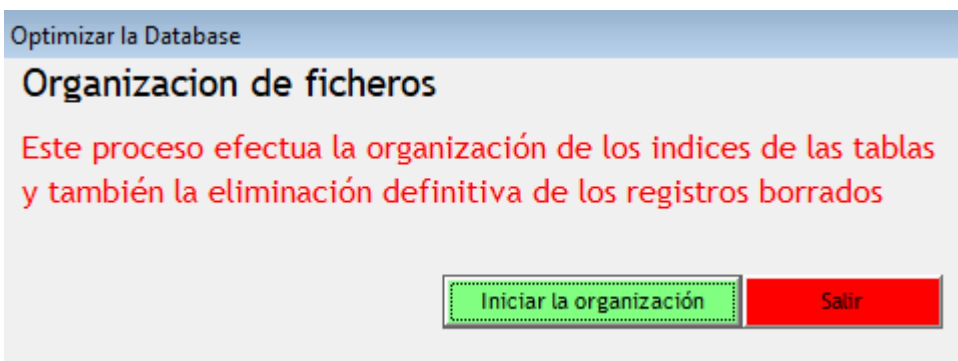 Optimizar la Database
Organizacion de ficheros
Este proceso efectua la organización de los indices de las tablas
y también la eliminación definitiva de los registros borrados
Iniciar la organización
Salir